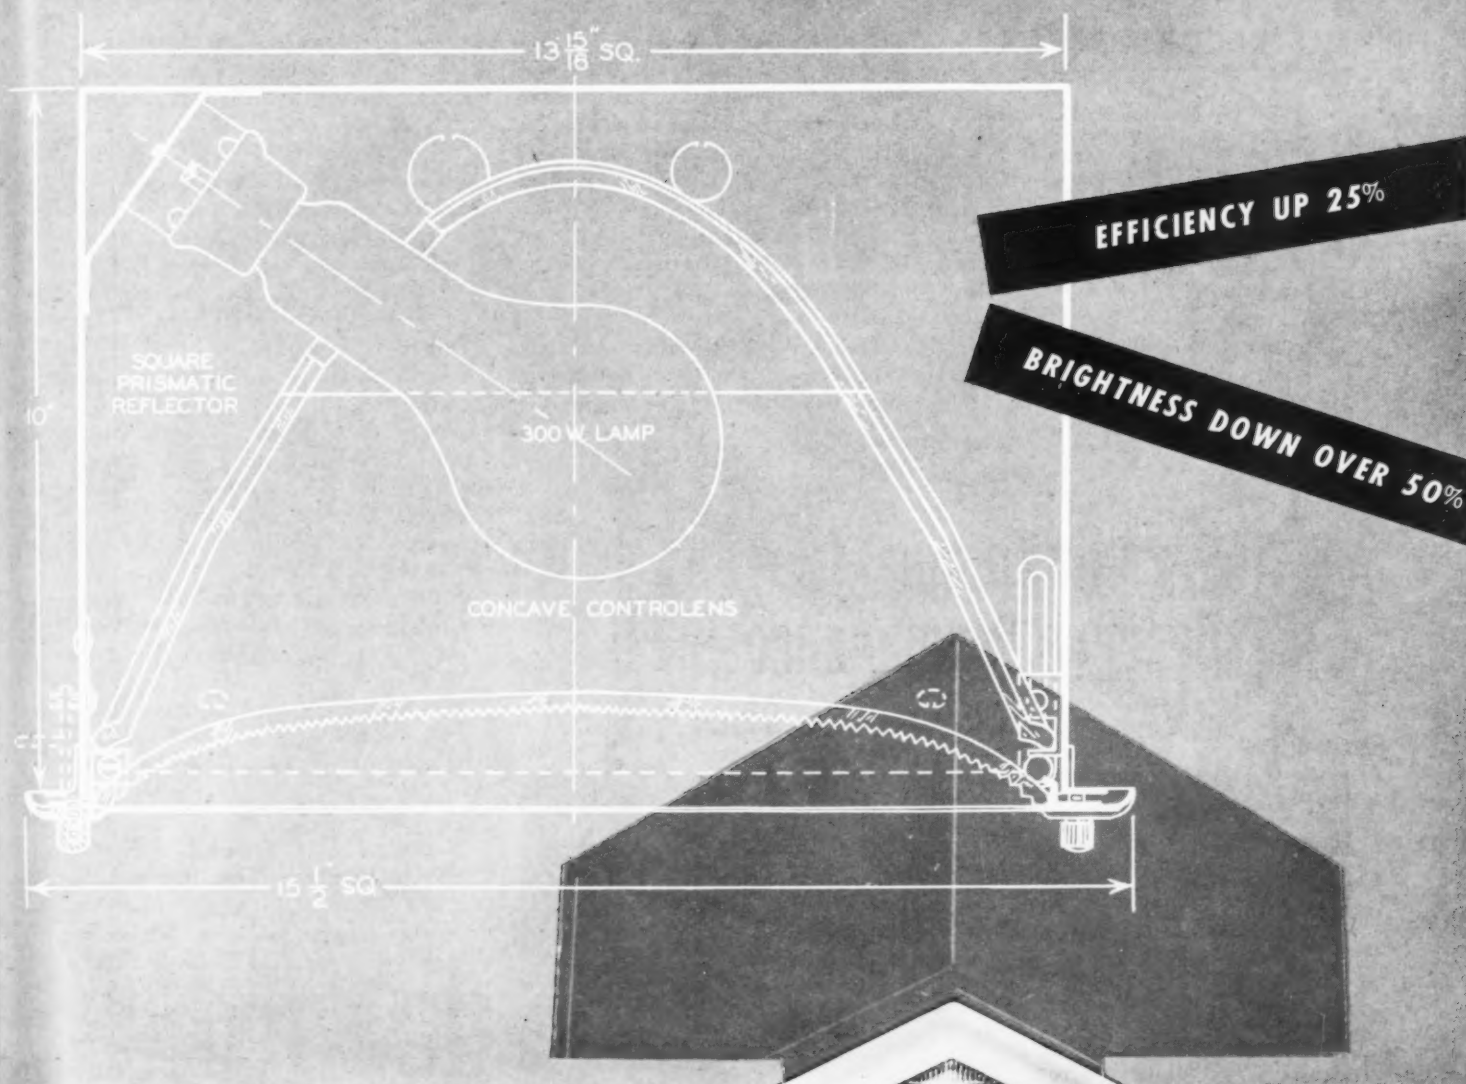 13 15/16" SQ.
EFFICIENCY UP 25%
BRIGHTNESS DOWN OVER 50%
SQUARE
PRISMATIC
REFLECTOR
10"
300 W. LAMP
CONCAVE CONTROLENS
15 1/2" SQ